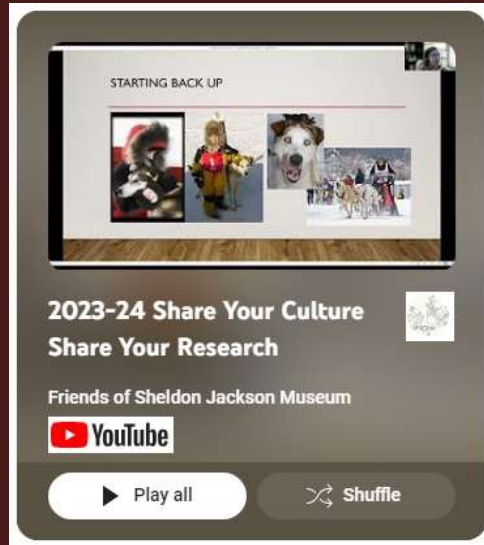 STARTING BACK UP
2023-24 Share Your Culture
Share Your Research
Friends of Sheldon Jackson Museum
YouTube
Play all
Shuffle